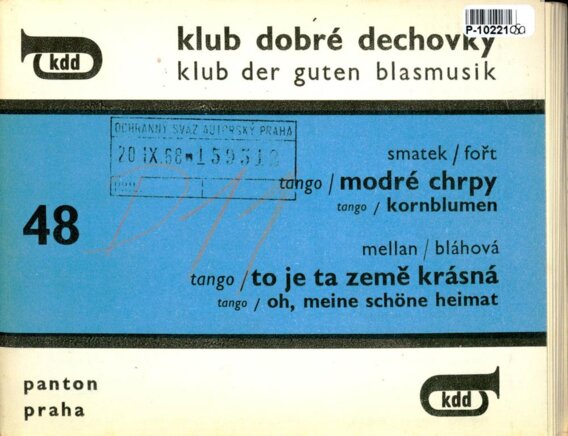 P-10221
kdd
klub dobré dechovky
klub der guten blasmusik
OCHRANNÝ SVAZ AUTORSKÝ PRAHA
20.IX.68
smatek / fořt
tango / modré chrpy
tango / kornblumen
48
mellan / bláhová
tango / to je ta země krásná
tango / oh, meine schöne heimat
panton
praha
kdd